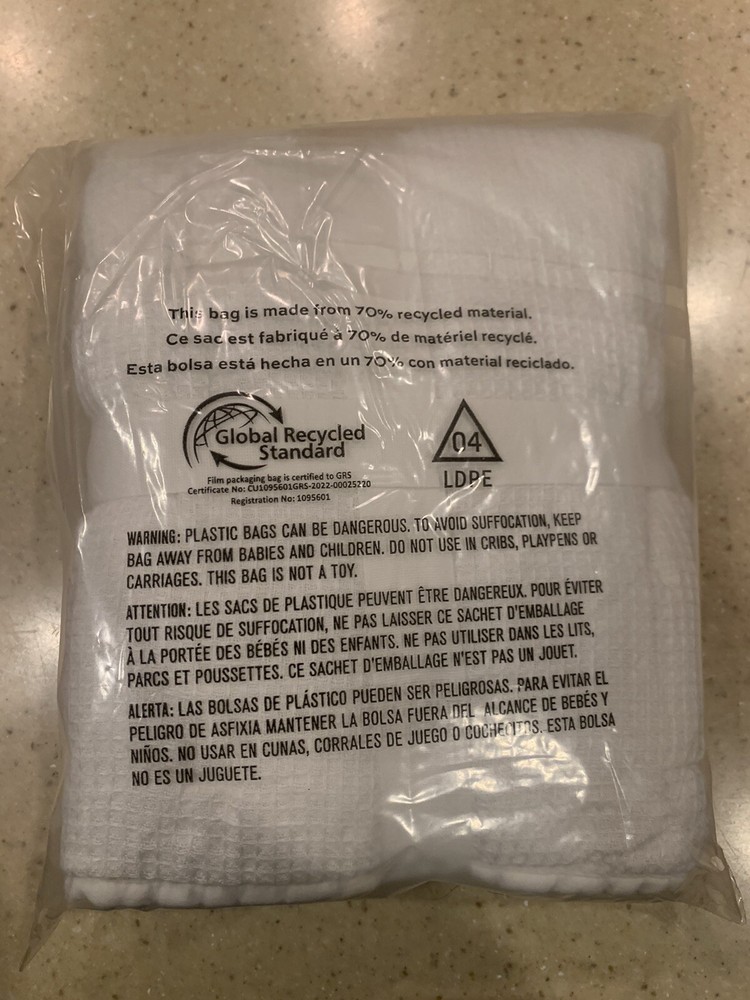 This bag is made from 70% recycled material.
Ce sac est fabriqué à 70% de matériel recyclé.
Esta bolsa está hecha en un 70% con material reciclado.
Global Recycled
Standard
04
LDPE
Film packaging bag is certified to GRS
Certificate No: CU1095601GRS-2022-00025220
Registration No: 1095601
WARNING: PLASTIC BAGS CAN BE DANGEROUS. TO AVOID SUFFOCATION, KEEP
BAG AWAY FROM BABIES AND CHILDREN. DO NOT USE IN CRIBS, PLAYPENS OR
CARRIAGES. THIS BAG IS NOT A TOY.
ATTENTION: LES SACS DE PLASTIQUE PEUVENT ÊTRE DANGEREUX. POUR ÉVITER
TOUT RISQUE DE SUFFOCATION, NE PAS LAISSER CE SACHET D'EMBALLAGE
À LA PORTÉE DES BÉBÉS NI DES ENFANTS. NE PAS UTILISER DANS LES LITS,
PARCS ET POUSSETTES. CE SACHET D'EMBALLAGE N'EST PAS UN JOUET.
ALERTA: LAS BOLSAS DE PLÁSTICO PUEDEN SER PELIGROSAS. PARA EVITAR EL
PELIGRO DE ASFIXIA MANTENER LA BOLSA FUERA DEL ALCANCE DE BEBÉS Y
NIÑOS. NO USAR EN CUNAS, CORRALES DE JUEGO O COCHECITOS. ESTA BOLSA
NO ES UN JUGUETE.